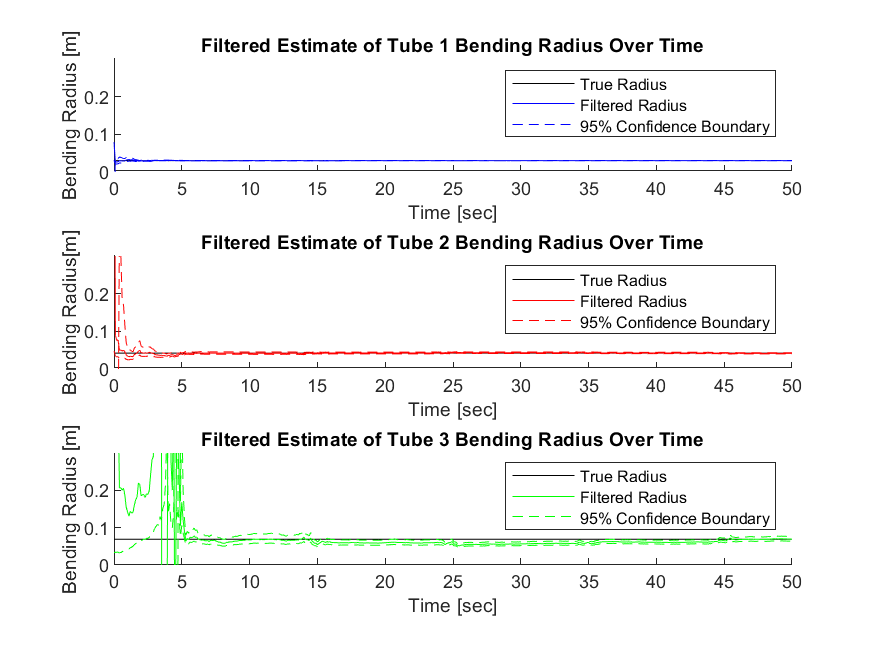 Filtered Estimate of Tube 1 Bending Radius Over Time
Bending Radius [m]
0.2
0.1
0
True Radius
Filtered Radius
95% Confidence Boundary
0 5 10 15 20 25 30 35 40 45 50
Time [sec]
Filtered Estimate of Tube 2 Bending Radius Over Time
Bending Radius[m]
0.2
0.1
0
True Radius
Filtered Radius
95% Confidence Boundary
0 5 10 15 20 25 30 35 40 45 50
Time [sec]
Filtered Estimate of Tube 3 Bending Radius Over Time
Bending Radius [m]
0.2
0.1
0
True Radius
Filtered Radius
95% Confidence Boundary
0 5 10 15 20 25 30 35 40 45 50
Time [sec]